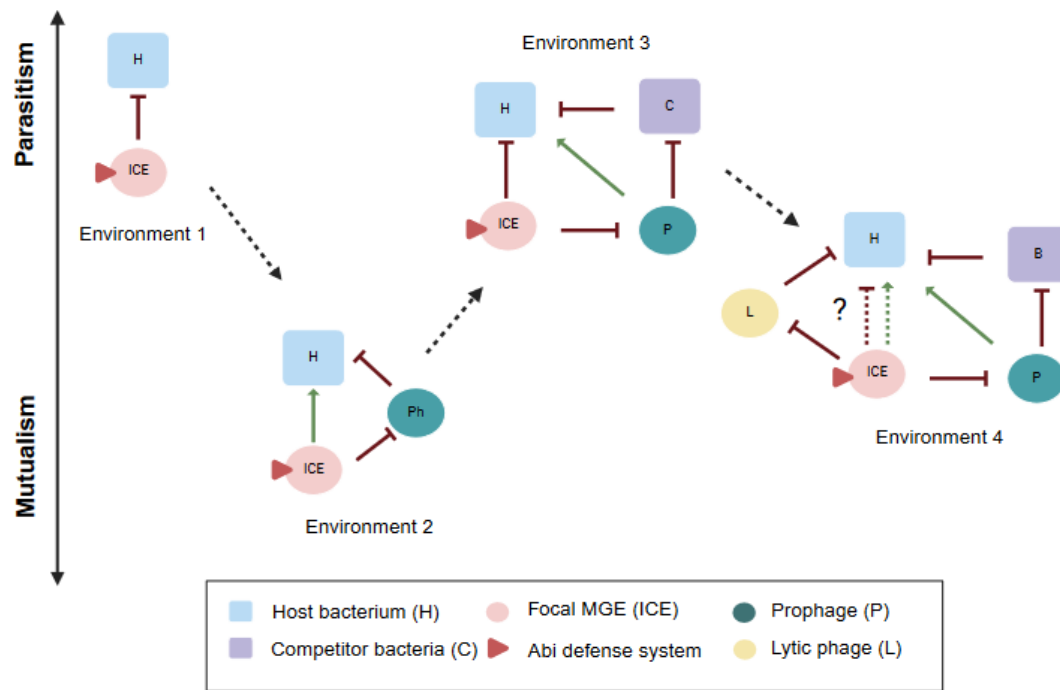 Parasitism
Mutualism
H
ICE
Environment 1
H
Ph
ICE
Environment 2
Environment 3
H
C
ICE
P
H
B
L
?
ICE
P
Environment 4
Host bacterium (H)
Focal MGE (ICE)
Prophage (P)
Competitor bacteria (C)
Abi defense system
Lytic phage (L)